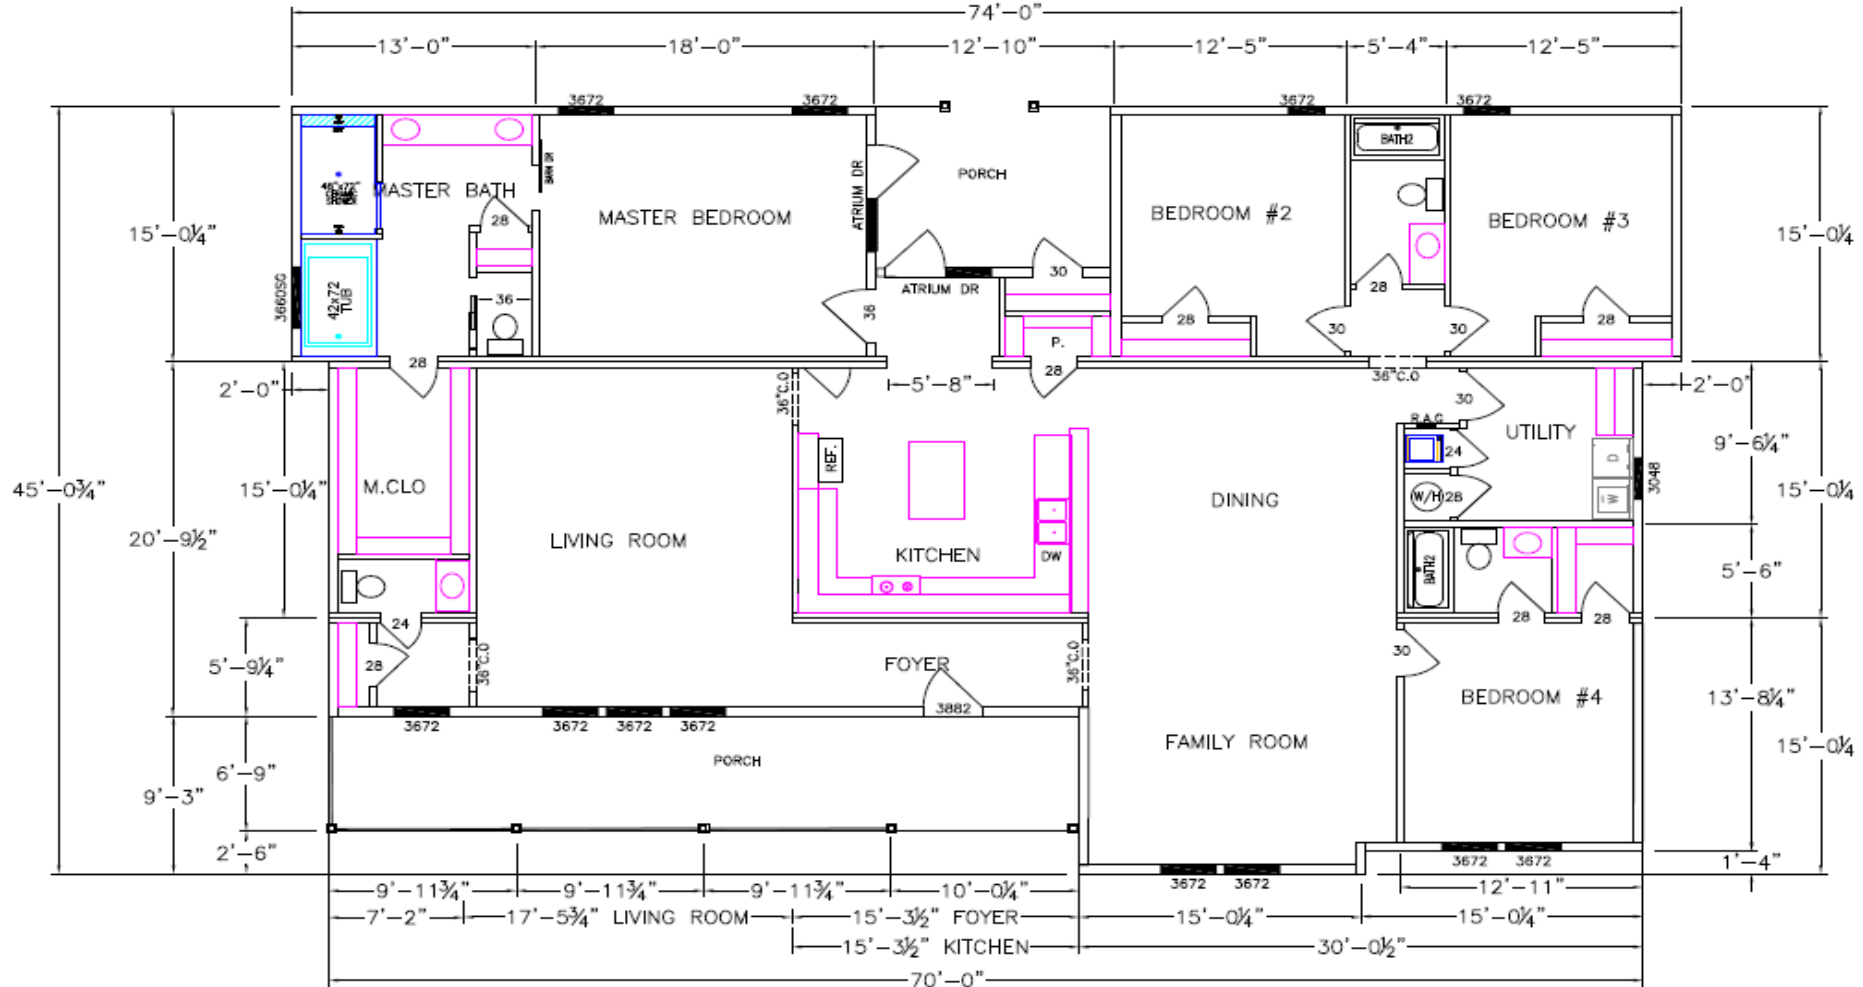 74'-0"
13'-0" 18'-0" 12'-10" 12'-5" 5'-4" 12'-5"
3672 3672 3672 3672
BATH2
BARN DR
ATRIUM DR
PORCH
MASTER BATH
MASTER BEDROOM
BEDROOM #2
BEDROOM #3
28
15'-0¼"
15'-0¼
3660SG
42x72
TUB
36
36
ATRIUM DR
30
28
28
28
30
30
P.
28
28
5'-8"
36"C.O
36"C.O
2'-0"
2'-0"
30
R.A.G
UTILITY
9'-6¼"
REF.
24
D
3048
45'-0¾"
15'-0¼"
M.CLO
DINING
W/H
28
W
15'-0¼
20'-9½"
LIVING ROOM
KITCHEN
DW
BATH2
5'-6"
24
28
28
5'-9¼"
28
36"C.O
FOYER
36"C.O
30
BEDROOM #4
13'-8¼"
3882
3672 3672 3672 3672
FAMILY ROOM
15'-0¼
PORCH
6'-9"
9'-3"
2'-6"
3672 3672
1'-4"
3672 3672
9'-11¾" 9'-11¾" 9'-11¾" 10'-0¼"
12'-11"
7'-2" 17'-5¾" LIVING ROOM 15'-3½" FOYER 15'-0¼" 15'-0¼"
15'-3½" KITCHEN 30'-0½"
70'-0"